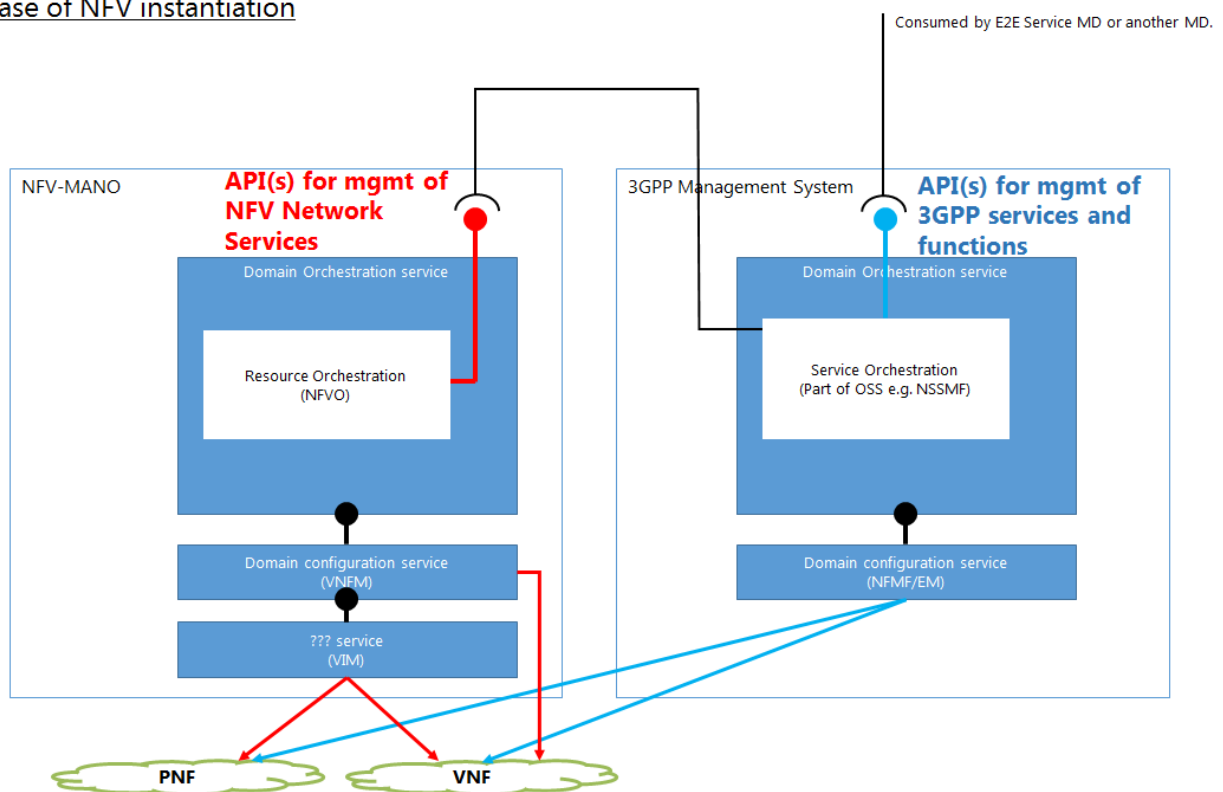 ase of NFV instantiation
Consumed by E2E Service MD or another MD.
NFV-MANO
API(s) for mgmt of
NFV Network
Services
Domain Orchestration service
Resource Orchestration
(NFVO)
Domain configuration service
(VNFM)
??? service
(VIM)
3GPP Management System
API(s) for mgmt of
3GPP services and
functions
Domain Orchestration service
Service Orchestration
(Part of OSS e.g. NSSMF)
Domain configuration service
(NFMF/EM)
PNF
VNF